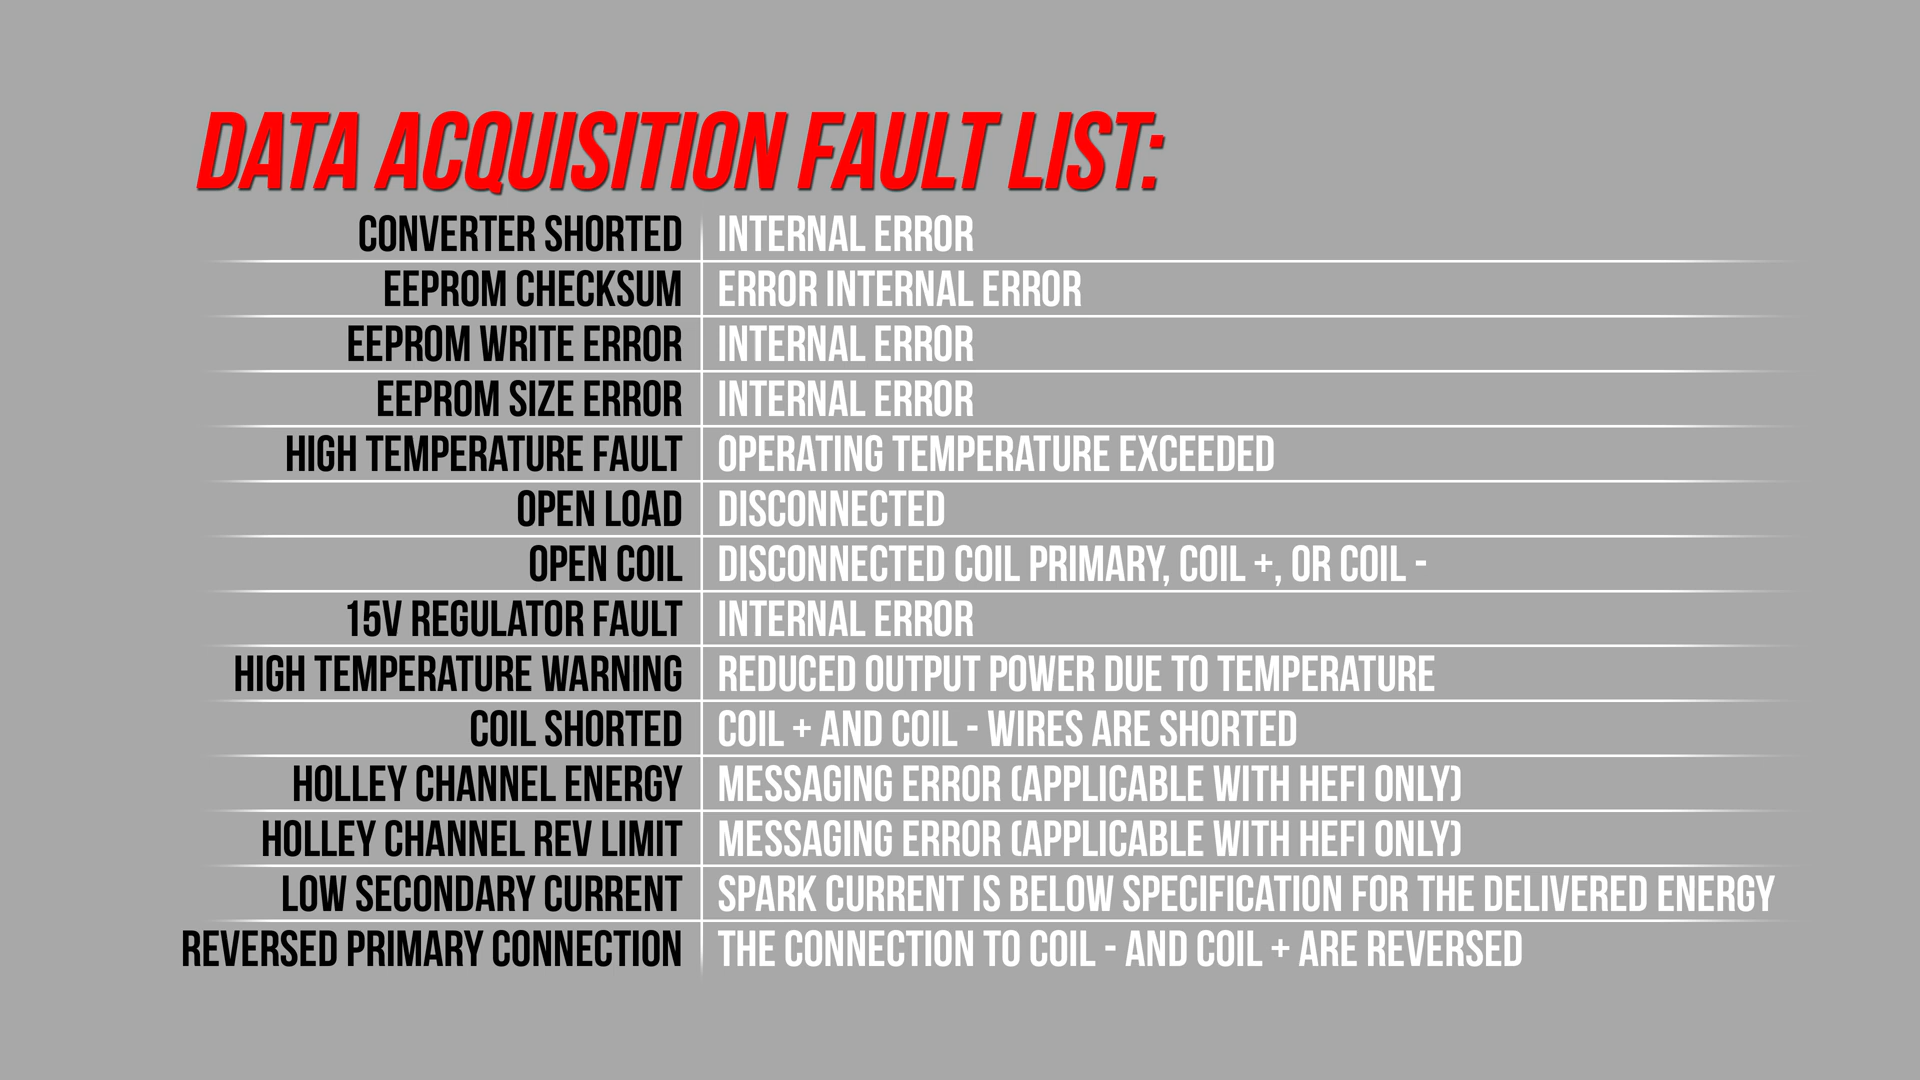 DATA ACQUISITION FAULT LIST:
CONVERTER SHORTED INTERNAL ERROR
EEPROM CHECKSUM ERROR INTERNAL ERROR
EEPROM WRITE ERROR INTERNAL ERROR
EEPROM SIZE ERROR INTERNAL ERROR
HIGH TEMPERATURE FAULT OPERATING TEMPERATURE EXCEEDED
OPEN LOAD DISCONNECTED
OPEN COIL DISCONNECTED COIL PRIMARY, COIL +, OR COIL -
15V REGULATOR FAULT INTERNAL ERROR
HIGH TEMPERATURE WARNING REDUCED OUTPUT POWER DUE TO TEMPERATURE
COIL SHORTED COIL + AND COIL - WIRES ARE SHORTED
HOLLEY CHANNEL ENERGY MESSAGING ERROR (APPLICABLE WITH HEFI ONLY)
HOLLEY CHANNEL REV LIMIT MESSAGING ERROR (APPLICABLE WITH HEFI ONLY)
LOW SECONDARY CURRENT SPARK CURRENT IS BELOW SPECIFICATION FOR THE DELIVERED ENERGY
REVERSED PRIMARY CONNECTION THE CONNECTION TO COIL - AND COIL + ARE REVERSED